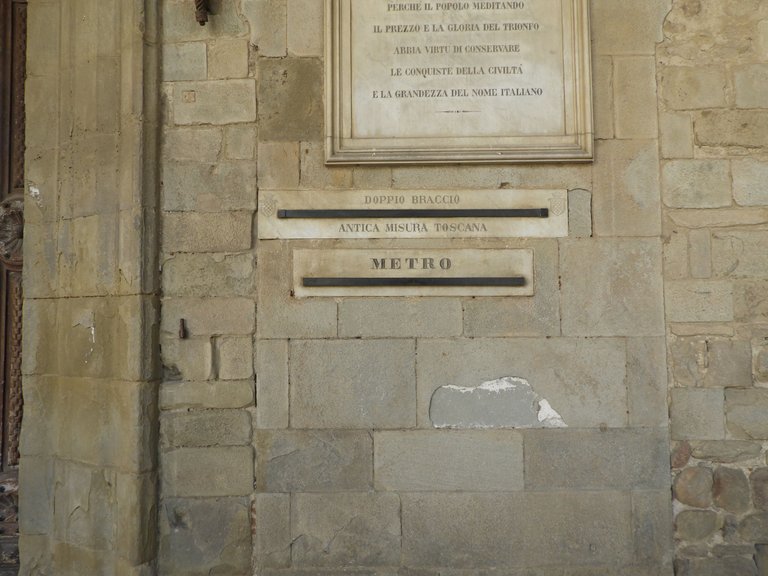 PERCHÈ IL POPOLO MEDITANDO
IL PREZZO E LA GLORIA DEL TRIONFO
ABBIA VIRTÙ DI CONSERVARE
LE CONQUISTE DELLA CIVILTÁ
E LA GRANDEZZA DEL NOME ITALIANO
DOPPIO BRACCIO
ANTICA MISURA TOSCANA
METRO